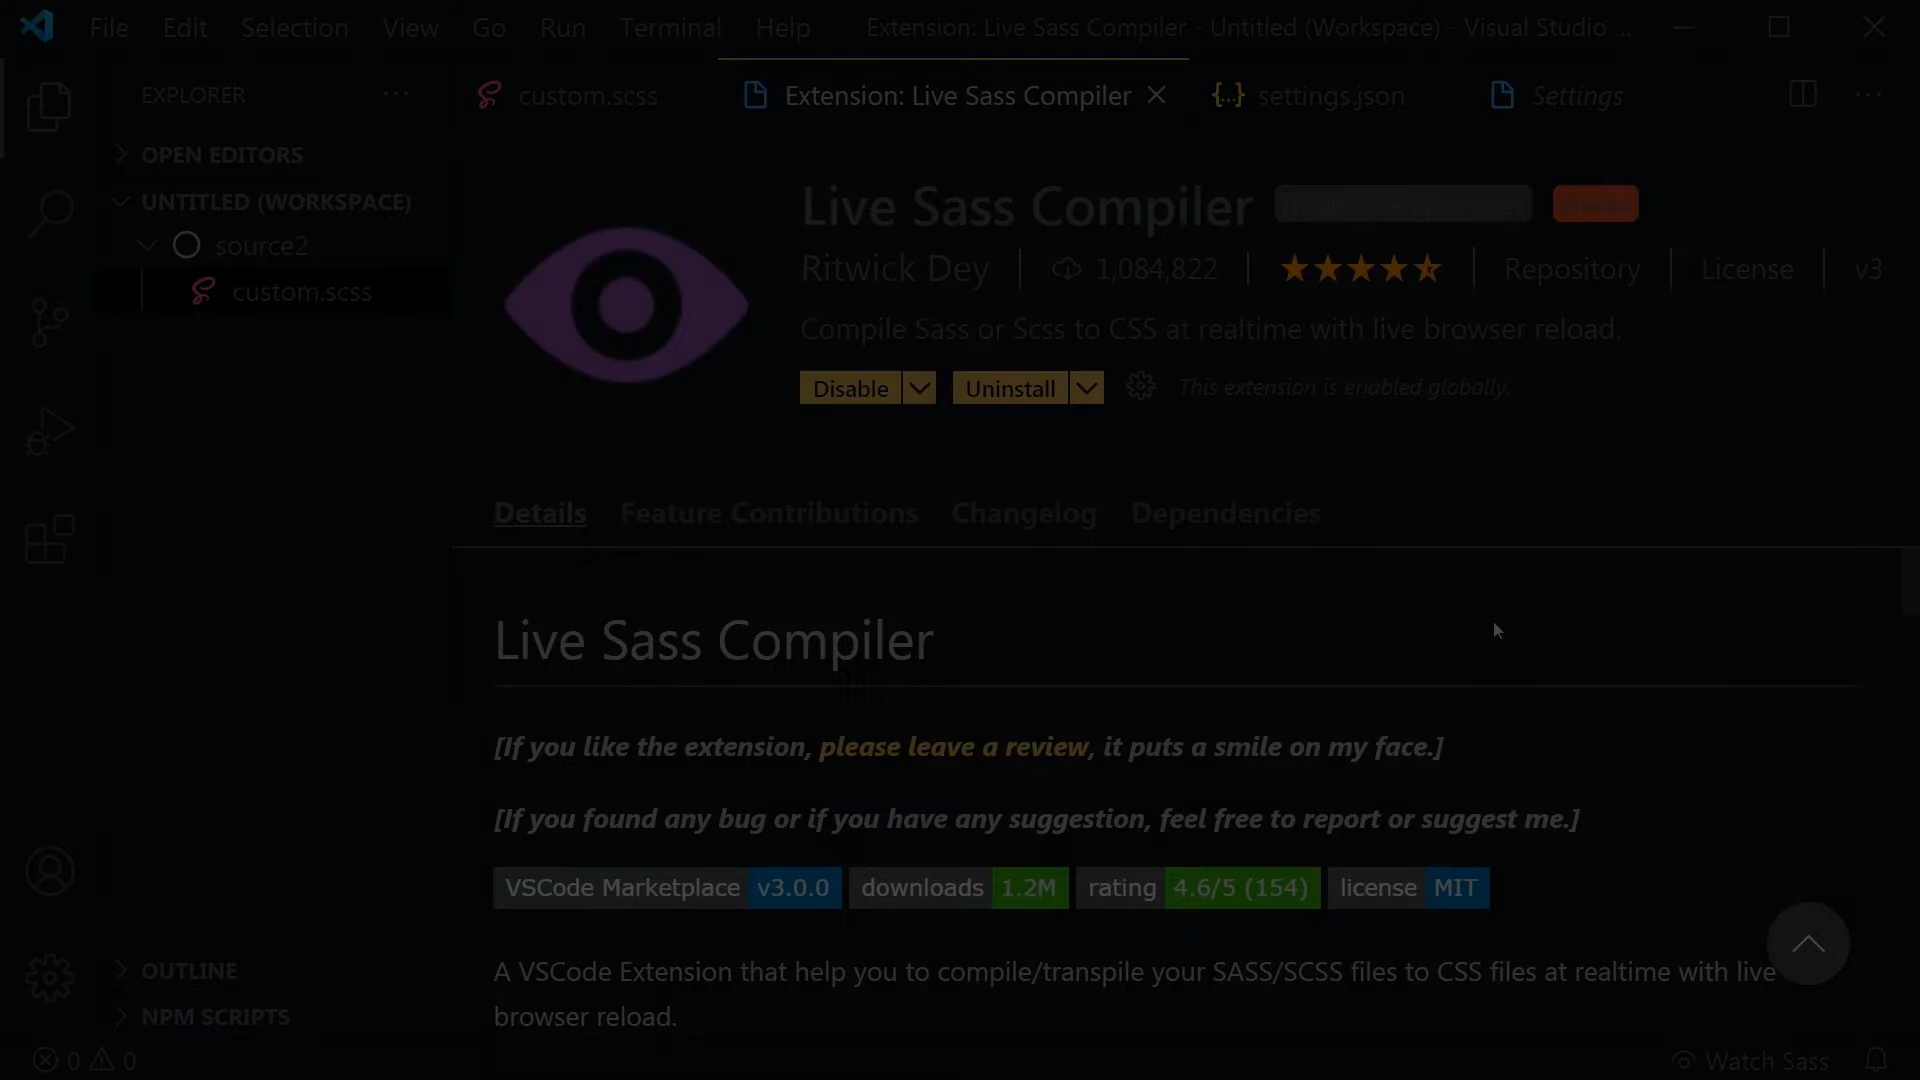 File Edit Selection View Go Run Terminal Help Extension: Live Sass Compiler - Untitled (Workspace) - Visual Studio ...
EXPLORER ...
custom.scss Extension: Live Sass Compiler settings.json Settings
OPEN EDITORS
UNTITLED (WORKSPACE)
source2
custom.scss
Live Sass Compiler
Ritwick Dey 1,084,822 Repository License v3
Compile Sass or Scss to CSS at realtime with live browser reload.
Disable Uninstall This extension is enabled globally.
Details Feature Contributions Changelog Dependencies
Live Sass Compiler
[If you like the extension, please leave a review, it puts a smile on my face.]
[If you found any bug or if you have any suggestion, feel free to report or suggest me.]
VSCode Marketplace v3.0.0 downloads 1.2M rating 4.6/5 (154) license MIT
A VSCode Extension that help you to compile/transpile your SASS/SCSS files to CSS files at realtime with live
browser reload.
OUTLINE
NPM SCRIPTS
0 0 Watch Sass